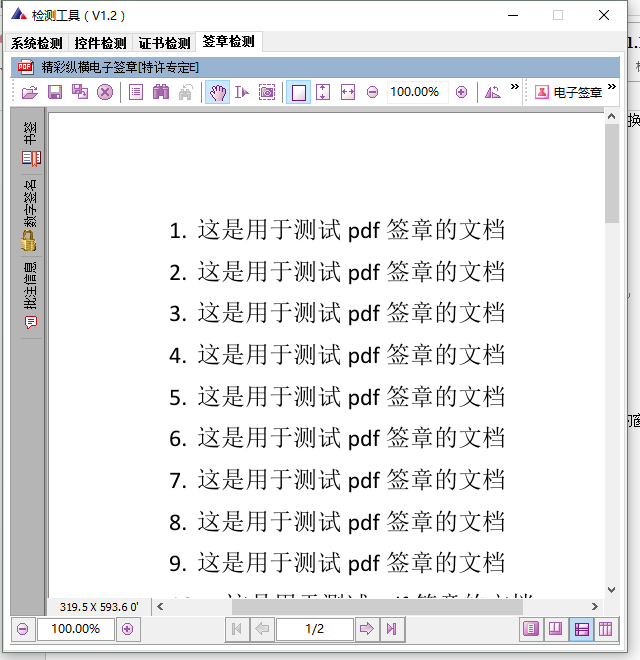 检测工具（V1.2）
系统检测 控件检测 证书检测 签章检测
PDF 精彩纵横电子签章[特许专定E]
100.00% 电子签章
书签
数字签名
批注信息
1. 这是用于测试 pdf 签章的文档
2. 这是用于测试 pdf 签章的文档
3. 这是用于测试 pdf 签章的文档
4. 这是用于测试 pdf 签章的文档
5. 这是用于测试 pdf 签章的文档
6. 这是用于测试 pdf 签章的文档
7. 这是用于测试 pdf 签章的文档
8. 这是用于测试 pdf 签章的文档
9. 这是用于测试 pdf 签章的文档
319.5 X 593.6 0'
100.00% 1/2
换